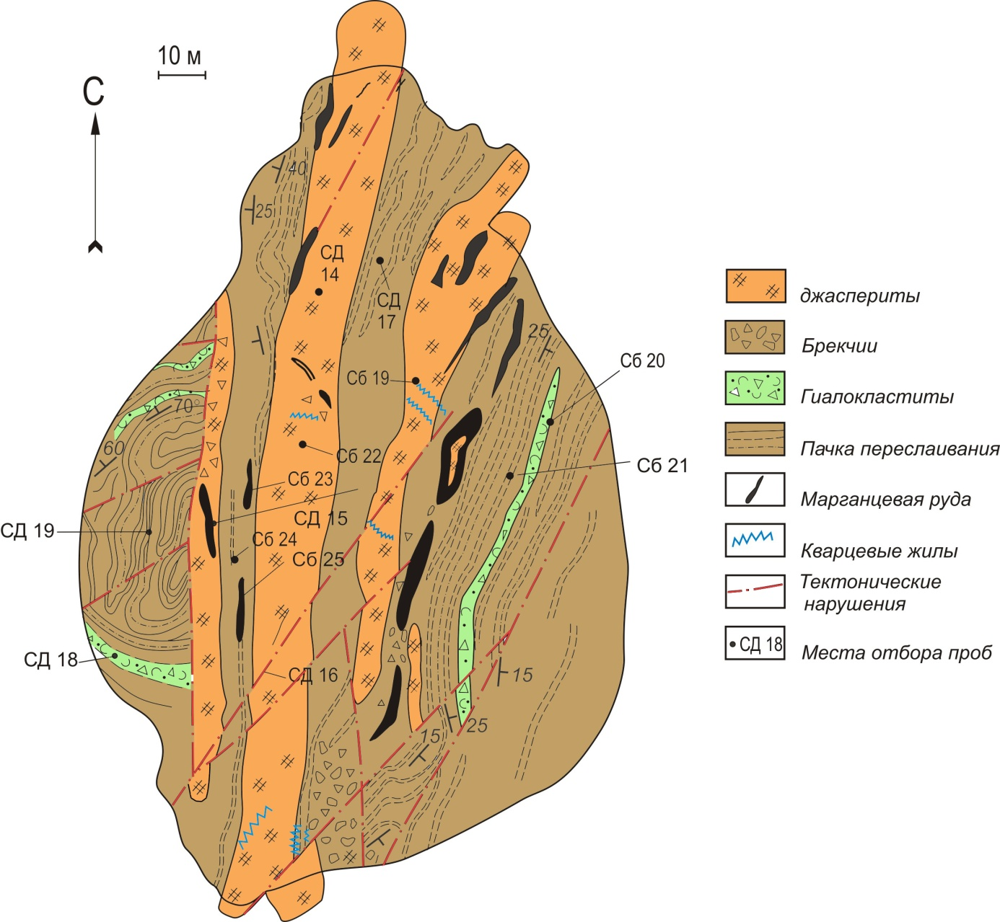 10 м
С
40
25
СД
14
СД
17
25
Сб 20
Сб 19
70°
60
Сб 22
Сб 21
Сб 23
СД 15
СД 19
Сб 24
Сб 25
СД 18
СД 16
15
25
15
джаспериты
Брекчии
Гиалокластиты
Пачка переслаивания
Марганцевая руда
Кварцевые жилы
Тектонические
нарушения
СД 18
Места отбора проб